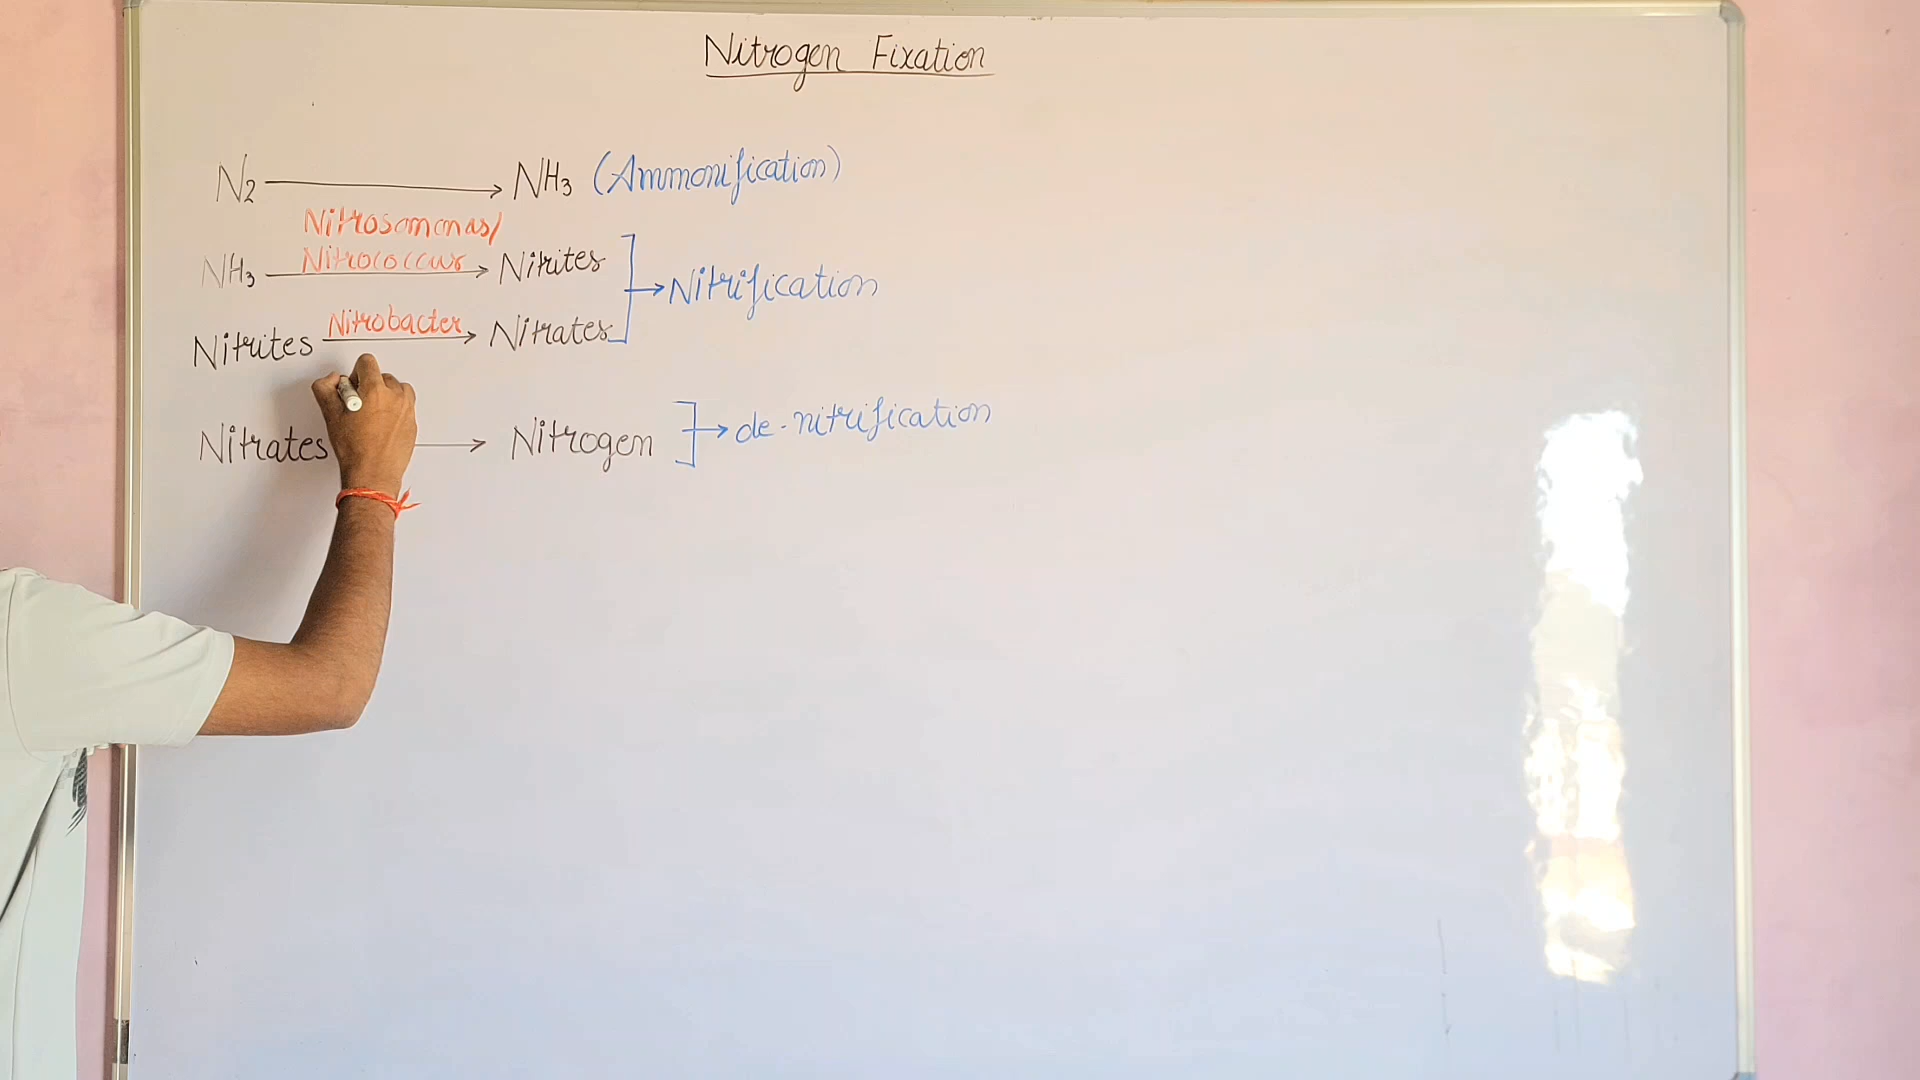 Nitrogen Fixation
N₂ → NH₃ (Ammonification)
Nitrosomonas/
NH₃ Nitrococcus → Nitrites
→ Nitrification
Nitrobacter
Nitrites → Nitrates
Nitrates → Nitrogen → de-nitrification